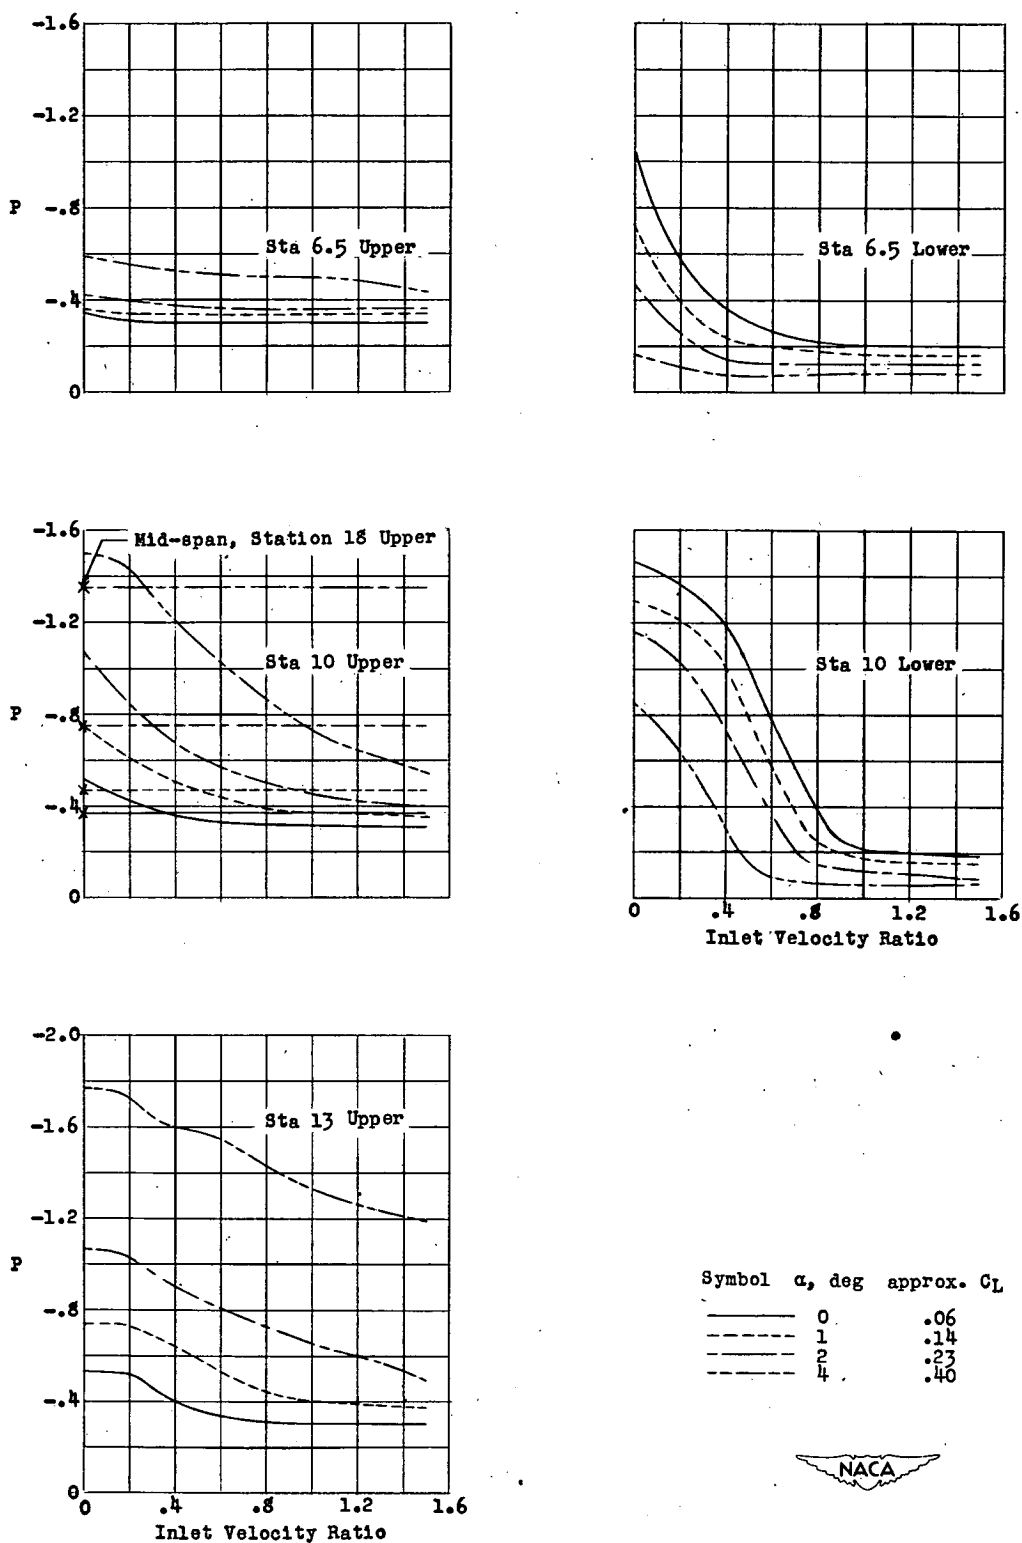 -1.6
-1.2
P -.8
-.4
0
Sta 6.5 Upper
Sta 6.5 Lower
-1.6
-1.2
P -.8
-.4
0
Mid-span, Station 18 Upper
Sta 10 Upper
Sta 10 Lower
0 .4 .8 1.2 1.6
Inlet Velocity Ratio
-2.0
-1.6
-1.2
P
-.8
-.4
0
Sta 13 Upper
0 .4 .8 1.2 1.6
Inlet Velocity Ratio
Symbol α, deg approx. CL
0 .06
1 .14
2 .23
4 .40
NACA